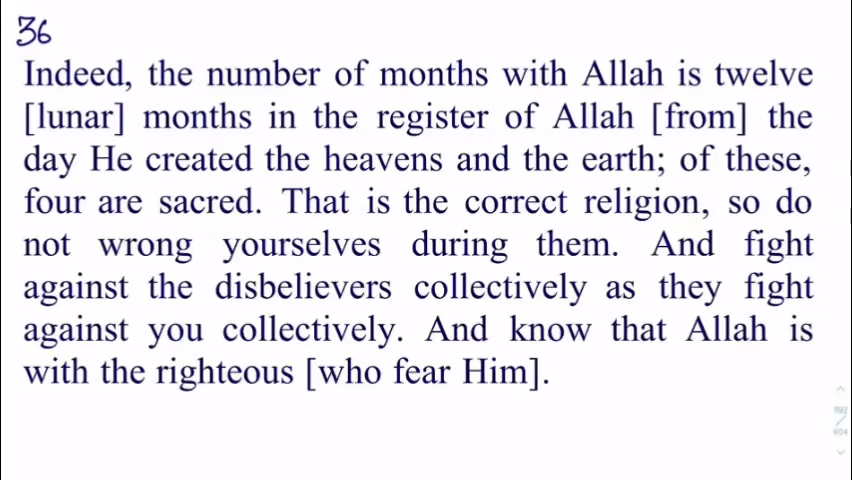 36
Indeed, the number of months with Allah is twelve
[lunar] months in the register of Allah [from] the
day He created the heavens and the earth; of these,
four are sacred. That is the correct religion, so do
not wrong yourselves during them. And fight
against the disbelievers collectively as they fight
against you collectively. And know that Allah is
with the righteous [who fear Him].
192
604